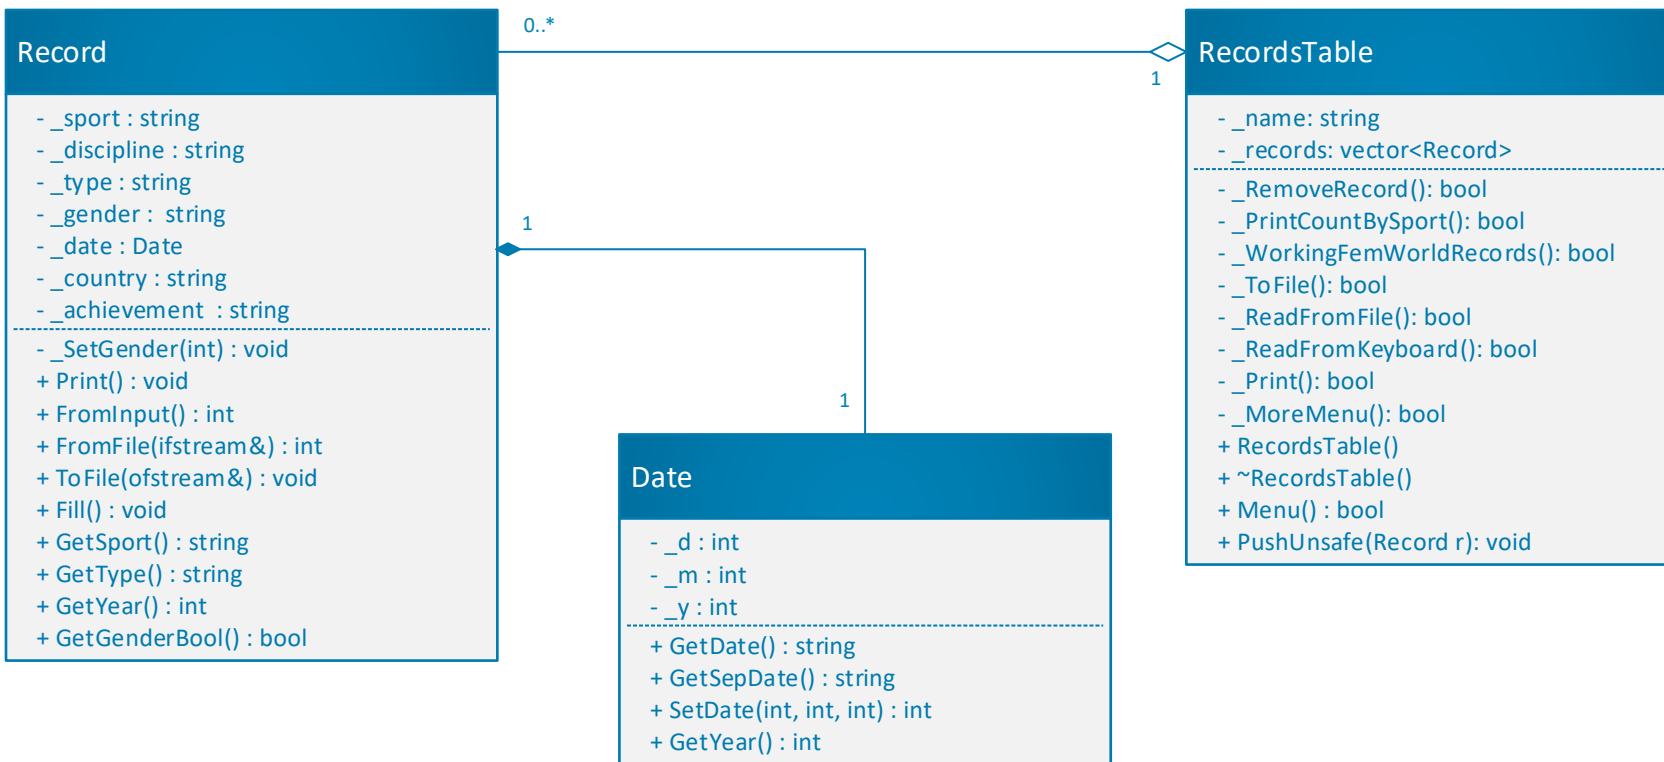 Record
- _sport : string
- _discipline : string
- _type : string
- _gender : string
- _date : Date
- _country : string
- _achievement : string
- _SetGender(int) : void
+ Print() : void
+ FromInput() : int
+ FromFile(ifstream&) : int
+ ToFile(ofstream&) : void
+ Fill() : void
+ GetSport() : string
+ GetType() : string
+ GetYear() : int
+ GetGenderBool() : bool
0..*
1
1
1
Date
- _d : int
- _m : int
- _y : int
+ GetDate() : string
+ GetSepDate() : string
+ SetDate(int, int, int) : int
+ GetYear() : int
RecordsTable
- _name: string
- _records: vector<Record>
- _RemoveRecord(): bool
- _PrintCountBySport(): bool
- _WorkingFemWorldRecords(): bool
- _ToFile(): bool
- _ReadFromFile(): bool
- _ReadFromKeyboard(): bool
- _Print(): bool
- _MoreMenu(): bool
+ RecordsTable()
+ ~RecordsTable()
+ Menu() : bool
+ PushUnsafe(Record r): void